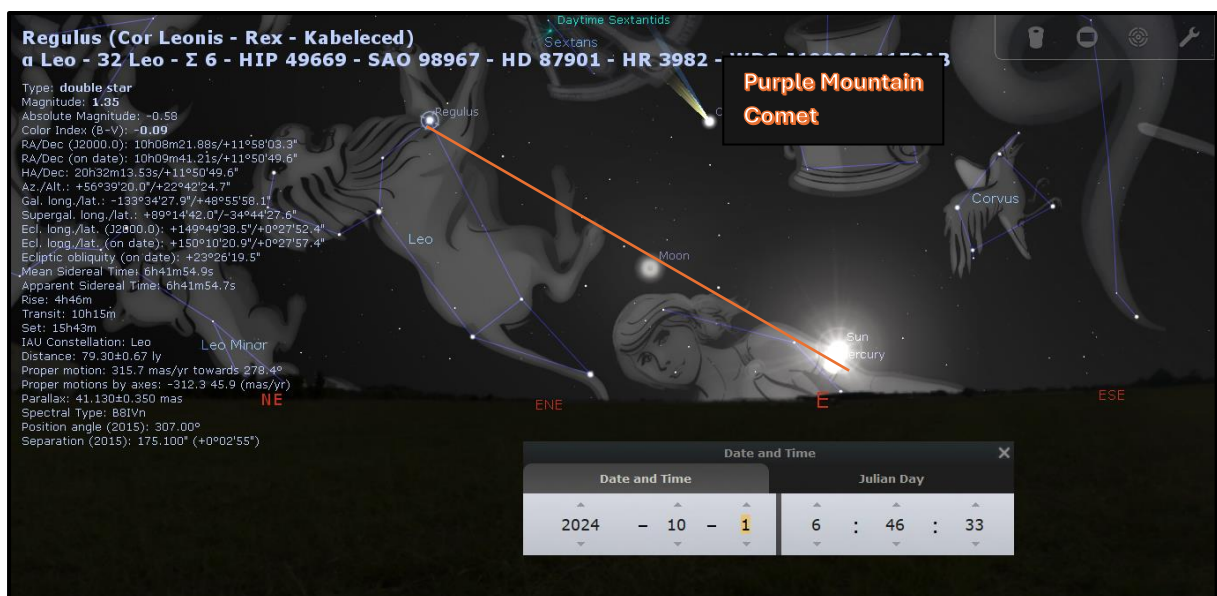 Daytime Sextantids
Regulus (Cor Leonis - Rex - Kabeleced)
Sextans
α Leo - 32 Leo - Σ 6 - HIP 49669 - SAO 98967 - HD 87901 - HR 3982 -
Purple Mountain
Comet
Type: double star
Magnitude: 1.35
Absolute Magnitude: -0.58
Color Index (B-V): -0.09
RA/Dec (J2000.0): 10h08m21.88s/+11°58'03.3"
RA/Dec (on date): 10h09m41.21s/+11°50'49.6"
HA/Dec: 20h32m13.53s/+11°50'49.6"
Az./Alt.: +56°39'20.0"/+22°42'24.7"
Gal. long./lat.: -133°34'27.9"/+48°55'58.1"
Supergal. long./lat.: +89°14'42.0"/-34°44'27.6"
Ecl. long./lat. (J2000.0): +149°49'38.5"/+0°27'52.4"
Ecl. long./lat. (on date): +150°10'20.9"/+0°27'57.4"
Ecliptic obliquity (on date): +23°26'19.5"
Mean Sidereal Time: 6h41m54.9s
Apparent Sidereal Time: 6h41m54.7s
Rise: 4h46m
Transit: 10h15m
Set: 15h43m
IAU Constellation: Leo
Distance: 79.30±0.67 ly
Proper motion: 315.7 mas/yr towards 278.4°
Proper motions by axes: -312.3 45.9 (mas/yr)
Parallax: 41.130±0.350 mas
Spectral Type: B8IVn
Position angle (2015): 307.00°
Separation (2015): 175.100" (+0°02'55")
Regulus
Corvus
Leo
Moon
Leo Minor
Sun
ercury
NE
ENE
E
ESE
Date and Time
Date and Time
Julian Day
2024 - 10 - 1 6 : 46 : 33